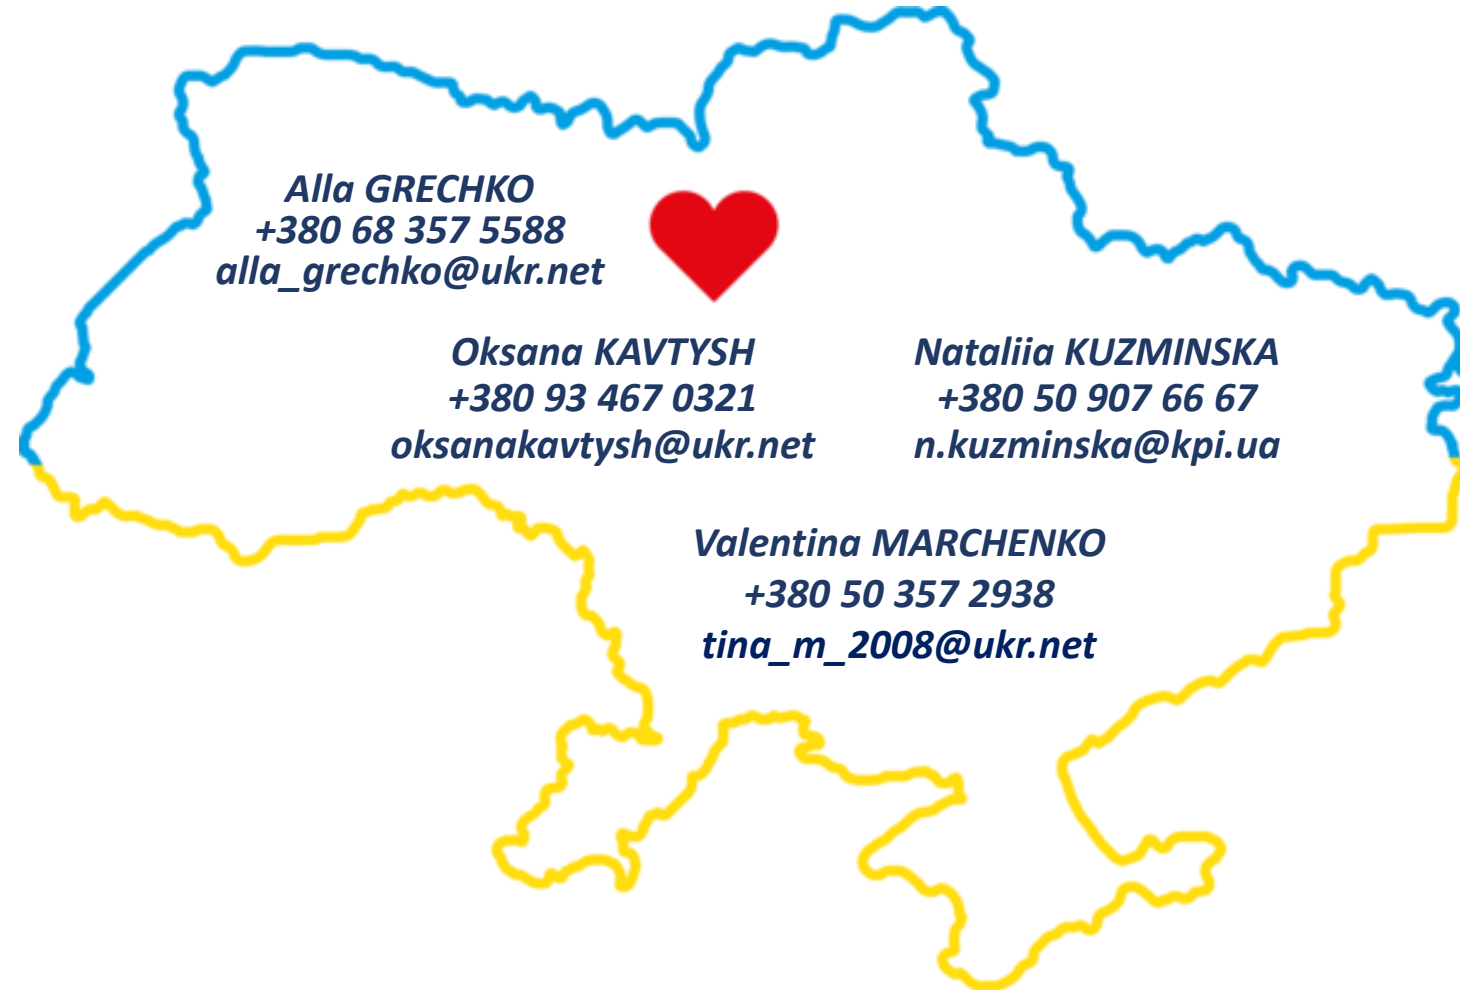 Alla GRECHKO
+380 68 357 5588
alla_grechko@ukr.net
Oksana KAVTYSH
+380 93 467 0321
oksanakavtysh@ukr.net
Nataliia KUZMINSKA
+380 50 907 66 67
n.kuzminska@kpi.ua
Valentina MARCHENKO
+380 50 357 2938
tina_m_2008@ukr.net